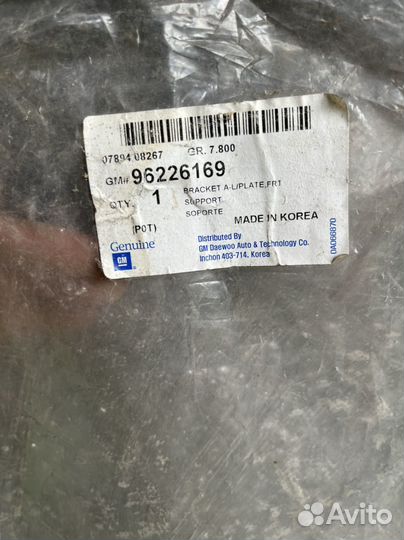 07894 08267 GR. 7.800
GM# 96226169
QTY. 1 BRACKET A-L/PLATE,FRT
SUPPORT
SOPORTE
MADE IN KOREA
(P0T)
Genuine
GM
Distributed By
GM Daewoo Auto & Technology Co.
Inchon 403-714, Korea
DA066870
Avito